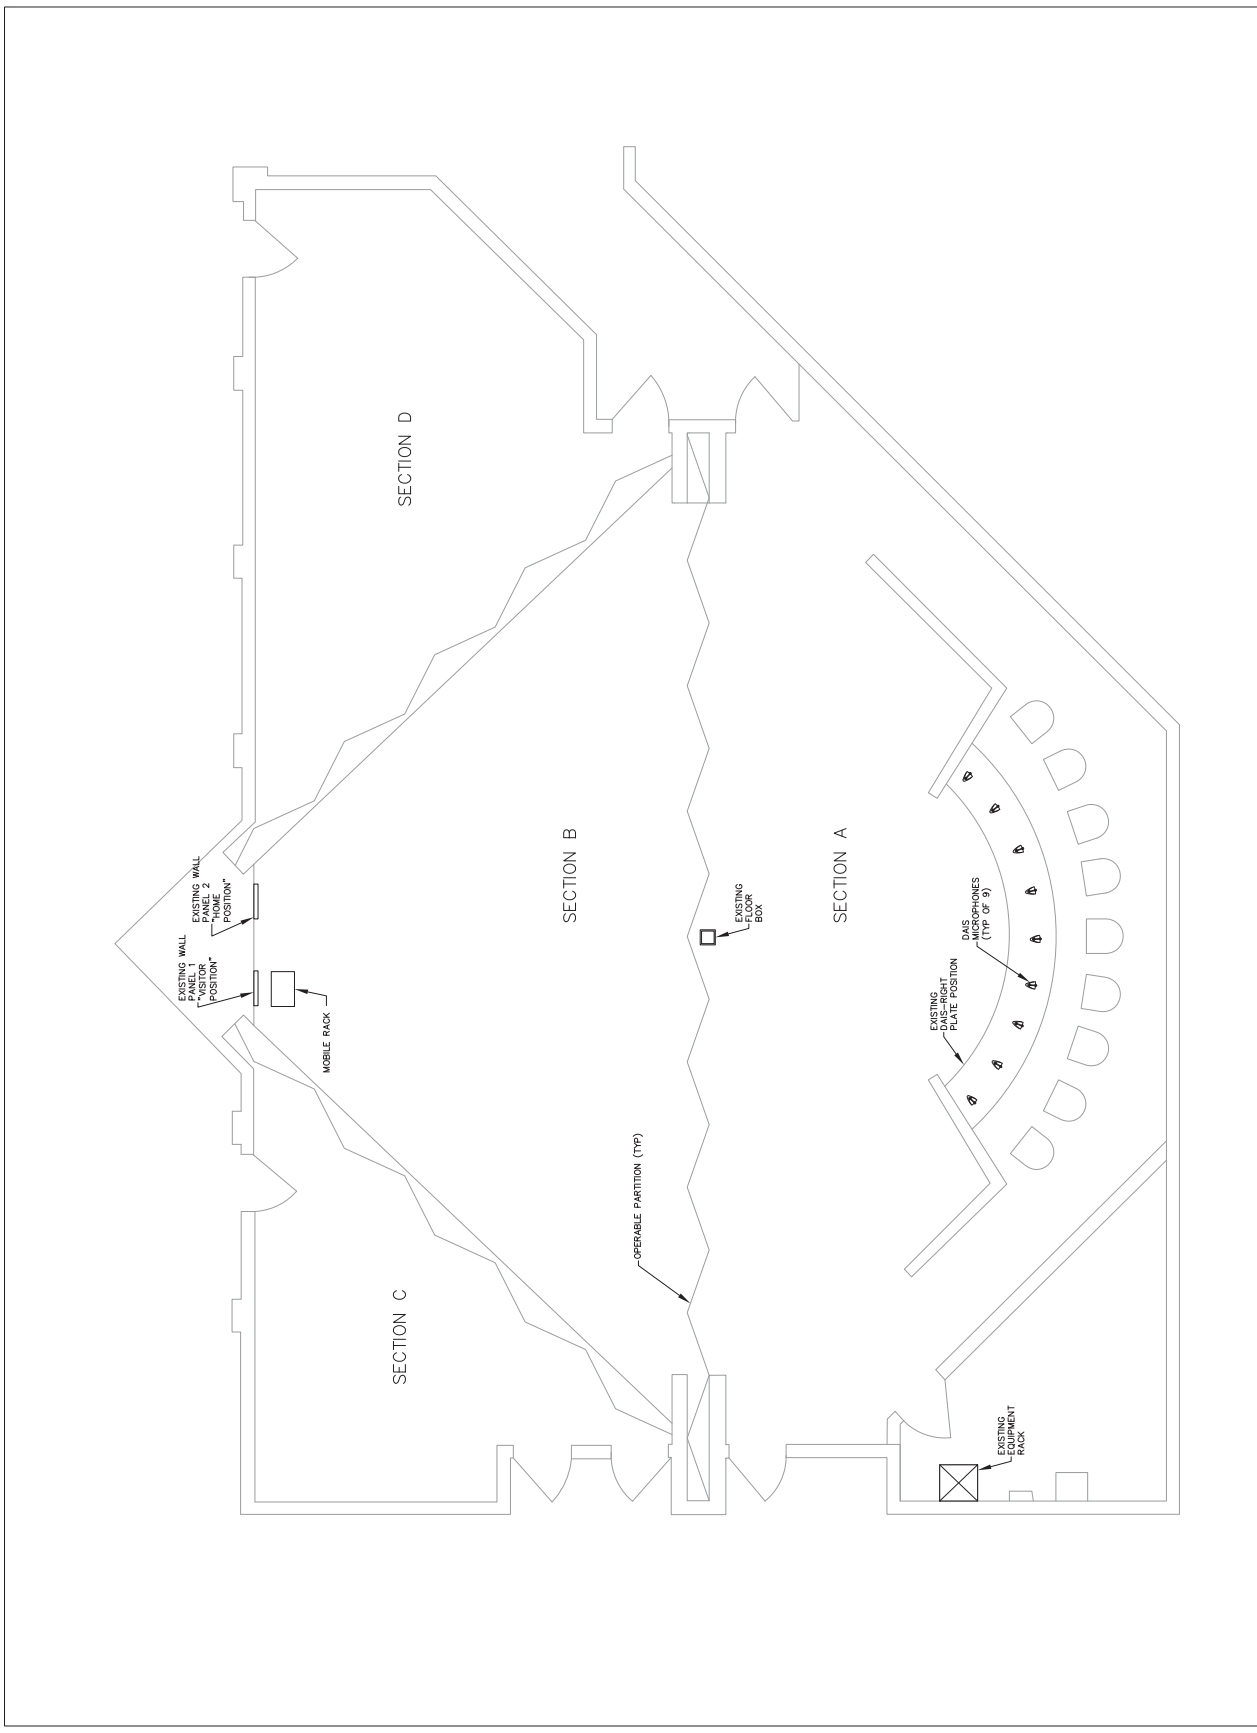 SECTION C
SECTION B
SECTION A
SECTION D
EXISTING WALL
PANEL 1
"VISITOR
POSITION"
EXISTING WALL
PANEL 2
"HOME
POSITION"
MOBILE RACK
OPERABLE PARTITION (TYP)
EXISTING
FLOOR
BOX
EXISTING
DAIS-RIGHT
PLATE POSITION
DAIS
MICROPHONES
(TYP OF 9)
EXISTING
EQUIPMENT
RACK